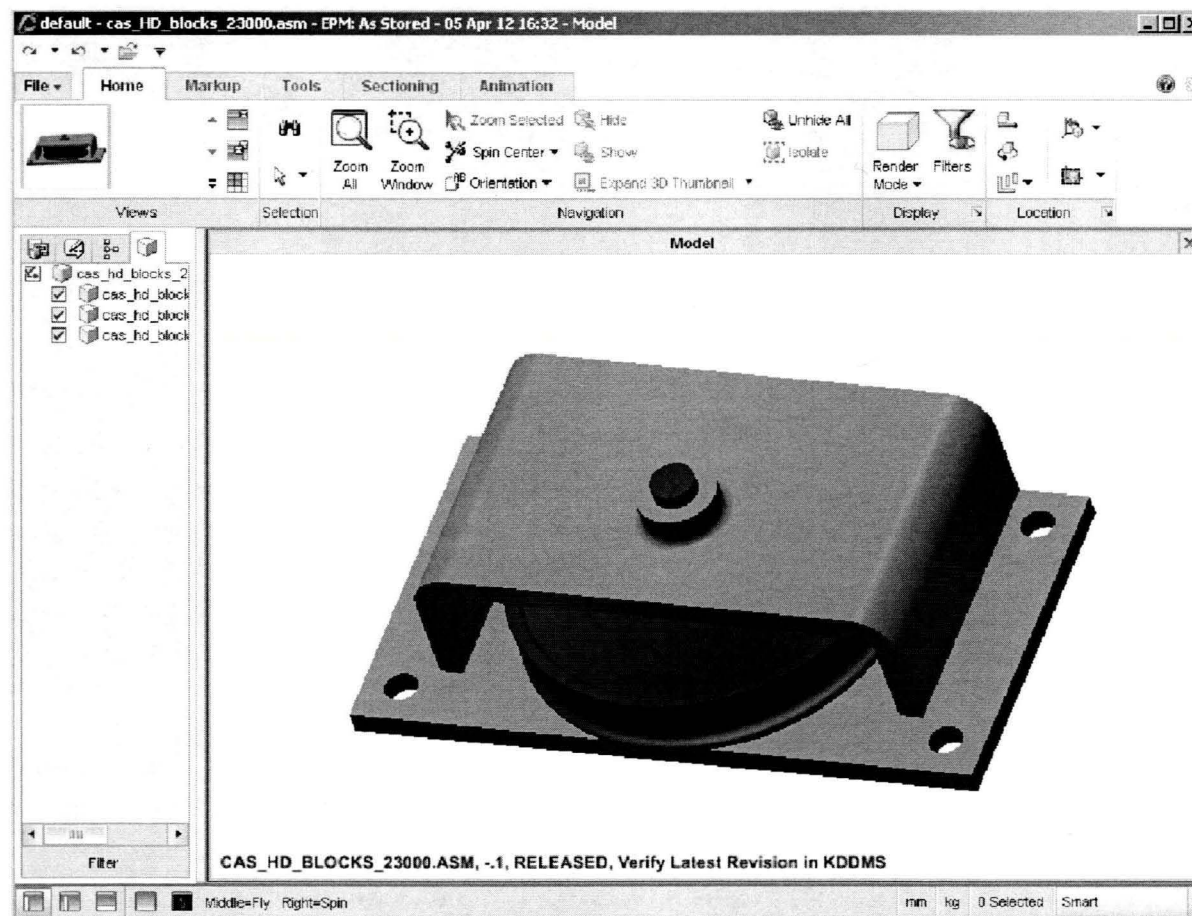 default - cas_HD_blocks_23000.asm - EPM: As Stored - 05 Apr 12 16:32 - Model
File Home Markup Tools Sectioning Animation
Zoom Selected Hide Unhide All
Spin Center Show Isolate
Zoom All Zoom Window Orientation Expand 3D Thumbnail Render Mode Filters
Views Selection Navigation Display Location
Model
cas_hd_blocks_2
cas_hd_block
cas_hd_block
cas_hd_block
Filter
CAS_HD_BLOCKS_23000.ASM, -.1, RELEASED, Verify Latest Revision in KDDMS
Middle=Fly Right=Spin mm kg 0 Selected Smart